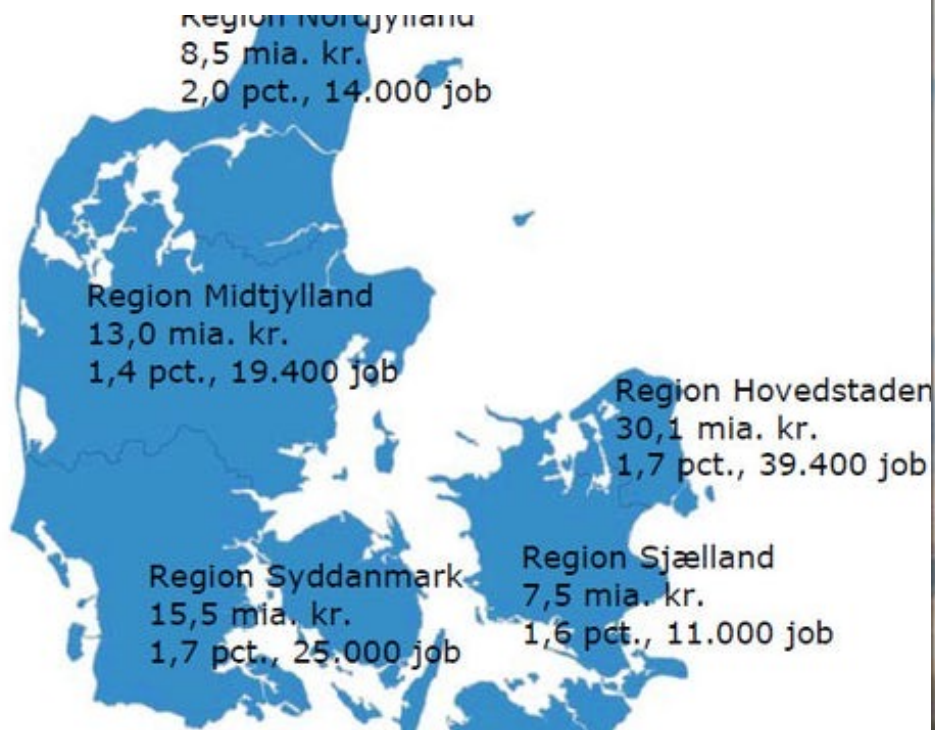 Region Nordjylland
8,5 mia. kr.
2,0 pct., 14.000 job
Region Midtjylland
13,0 mia. kr.
1,4 pct., 19.400 job
Region Hovedstaden
30,1 mia. kr.
1,7 pct., 39.400 job
Region Sjælland
7,5 mia. kr.
1,6 pct., 11.000 job
Region Syddanmark
15,5 mia. kr.
1,7 pct., 25.000 job